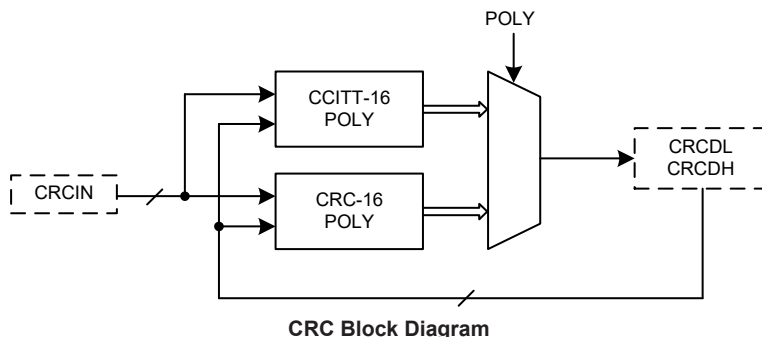 POLY
CCITT-16
POLY
CRCDL
CRCDH
CRCIN
CRC-16
POLY
CRC Block Diagram